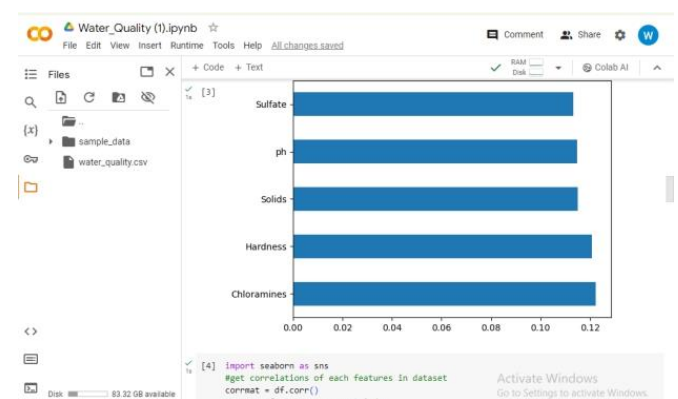 CO Water_Quality (1).ipynb
Comment Share W
File Edit View Insert Runtime Tools Help All changes saved
Files
+ Code + Text
RAM
Disk
Colab AI
{x}
..
sample_data
water_quality.csv
[3]
1s
Sulfate
ph
Solids
Hardness
Chloramines
0.00 0.02 0.04 0.06 0.08 0.10 0.12
[4] import seaborn as sns
1s
#get correlations of each features in dataset
corrmat = df.corr()
Activate Windows
Go to Settings to activate Windows.
Disk 83.32 GB available